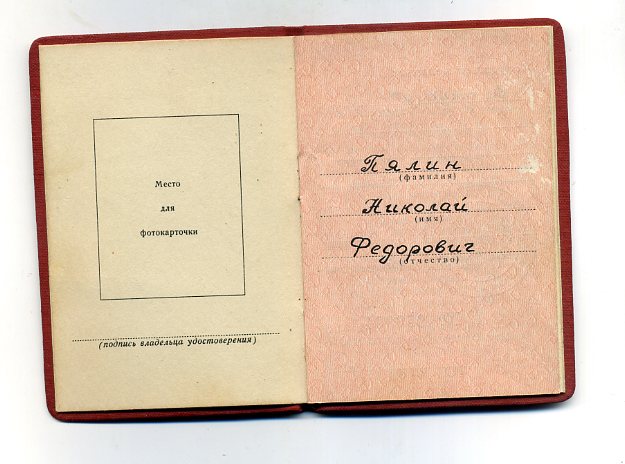 Место
для
фотокарточки
(подпись владельца удостоверения)
Пялин
(фамилия)
Николай
(имя)
Федорович
(отчество)